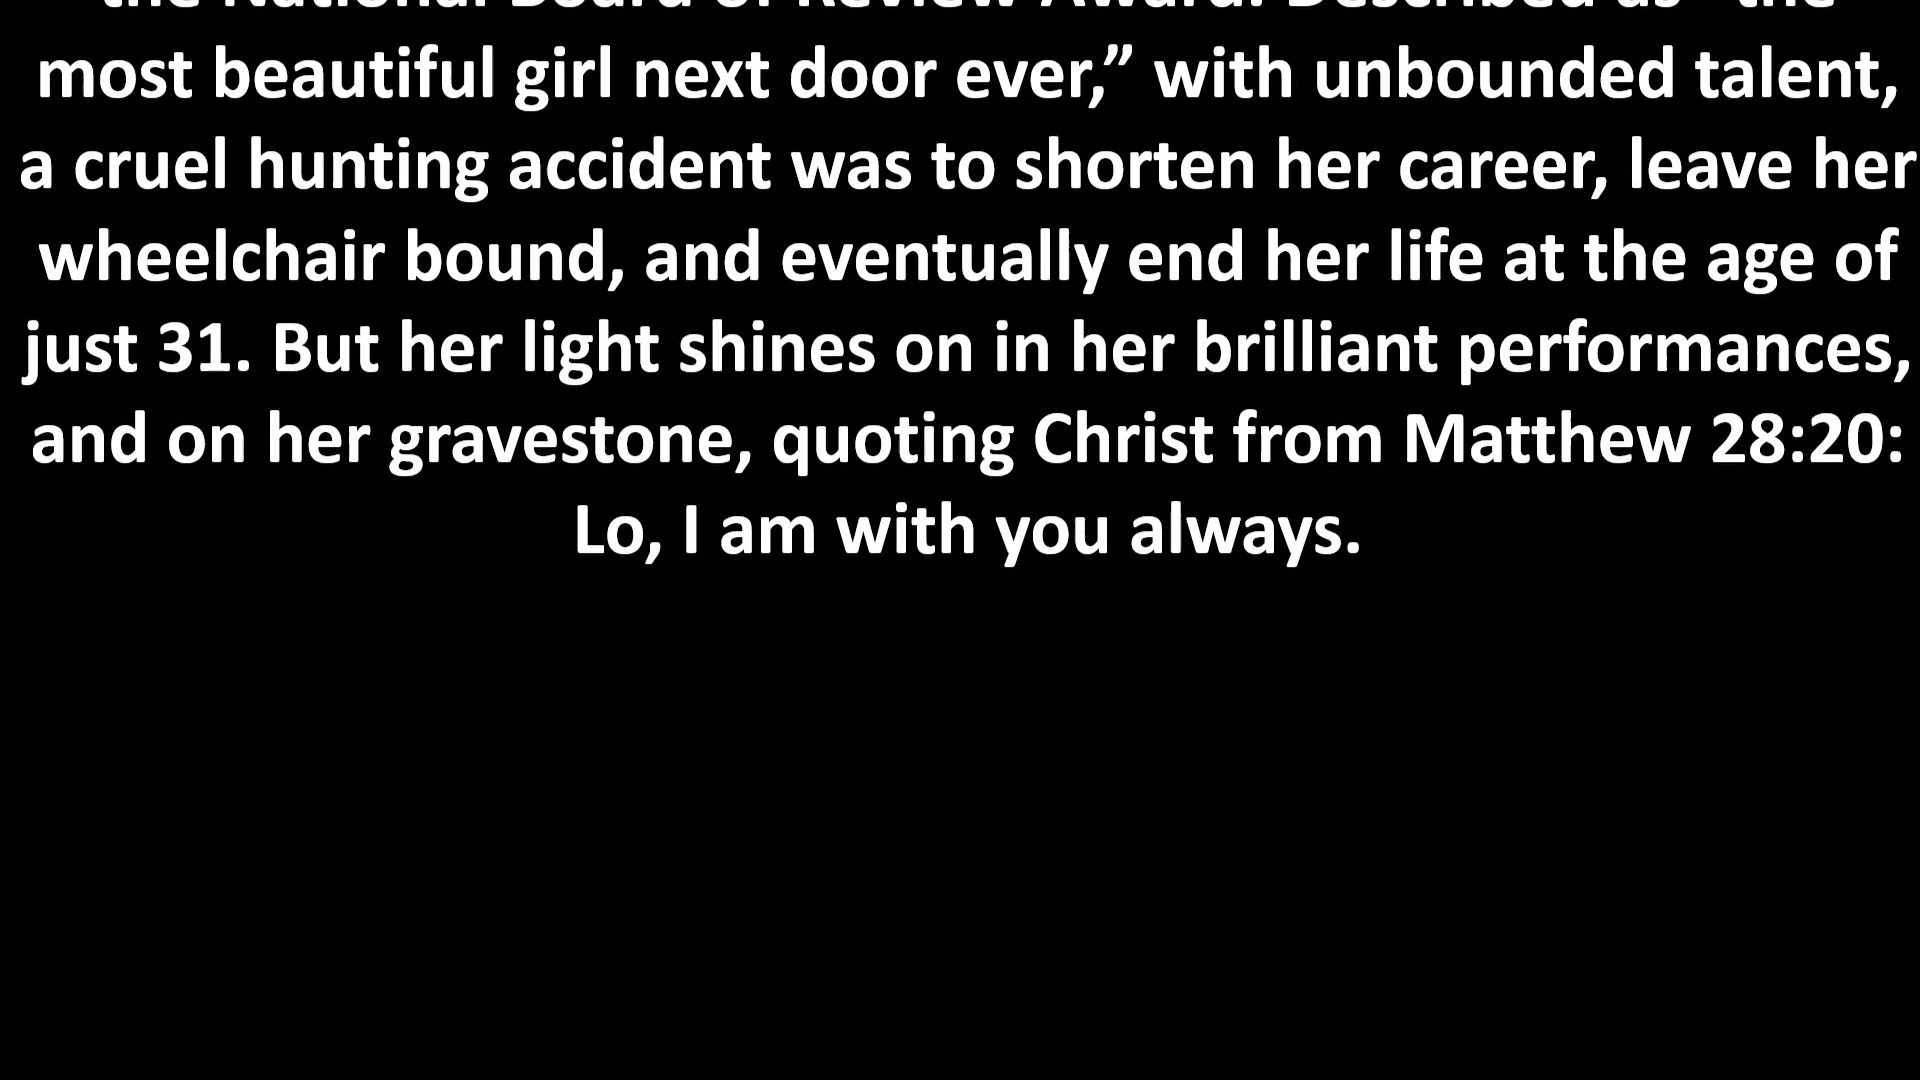 the National Board of Review Award. Described as “the
most beautiful girl next door ever,” with unbounded talent,
a cruel hunting accident was to shorten her career, leave her
wheelchair bound, and eventually end her life at the age of
just 31. But her light shines on in her brilliant performances,
and on her gravestone, quoting Christ from Matthew 28:20:
Lo, I am with you always.